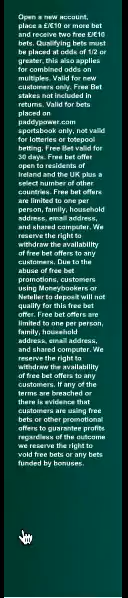 Open a new account,
place a £/€10 or more bet
and receive two free £/€10
bets. Qualifying bets must
be placed at odds of 1/2 or
greater, this also applies
for combined odds on
multiples. Valid for new
customers only. Free Bet
stakes not included in
returns. Valid for bets
placed on
paddypower.com
sportsbook only, not valid
for lotteries or totepool
betting. Free Bet valid for
30 days. Free bet offer
open to residents of
Ireland and the UK plus a
select number of other
countries. Free bet offers
are limited to one per
person, family, household
address, email address,
and shared computer. We
reserve the right to
withdraw the availability
of free bet offers to any
customers. Due to the
abuse of free bet
promotions, customers
using Moneybookers or
Neteller to deposit will not
qualify for this free bet
offer. Free bet offers are
limited to one per person,
family, household
address, email address,
and shared computer. We
reserve the right to
withdraw the availability
of free bet offers to any
customers. If any of the
terms are breached or
there is evidence that
customers are using free
bets or other promotional
offers to guarantee profits
regardless of the outcome
we reserve the right to
void free bets or any bets
funded by bonuses.